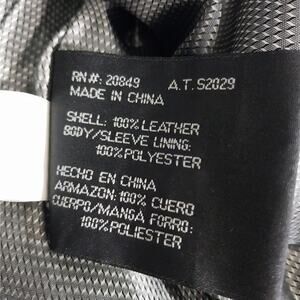 RN#: 20849 A.T.S2029
MADE IN CHINA
SHELL: 100% LEATHER
BODY/SLEEVE LINING:
100% POLYESTER
HECHO EN CHINA
ARMAZON: 100% CUERO
CUERPO/MANGA FORRO:
100% POLIESTER